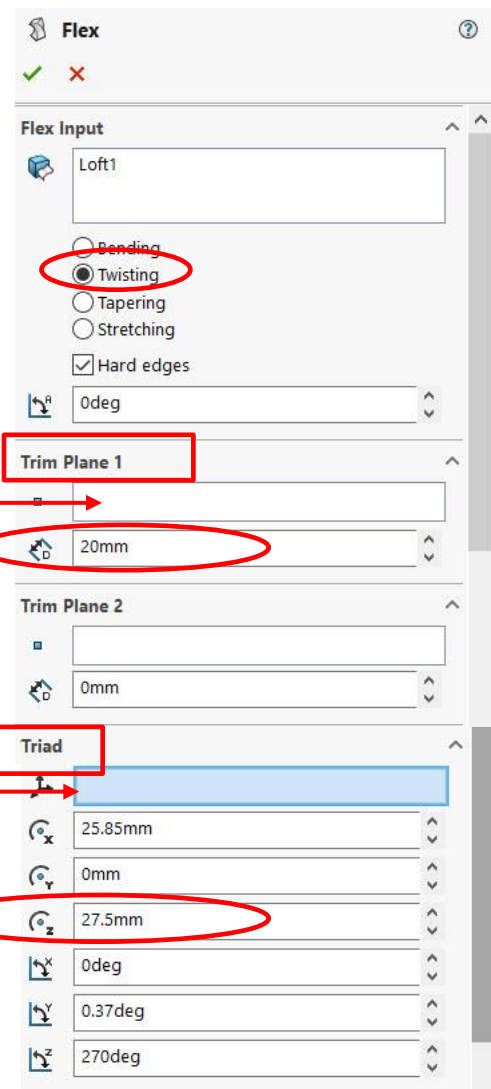 Flex
Flex Input
Loft1
Bending
Twisting
Tapering
Stretching
Hard edges
0deg
Trim Plane 1
20mm
Trim Plane 2
0mm
Triad
25.85mm
0mm
27.5mm
0deg
0.37deg
270deg